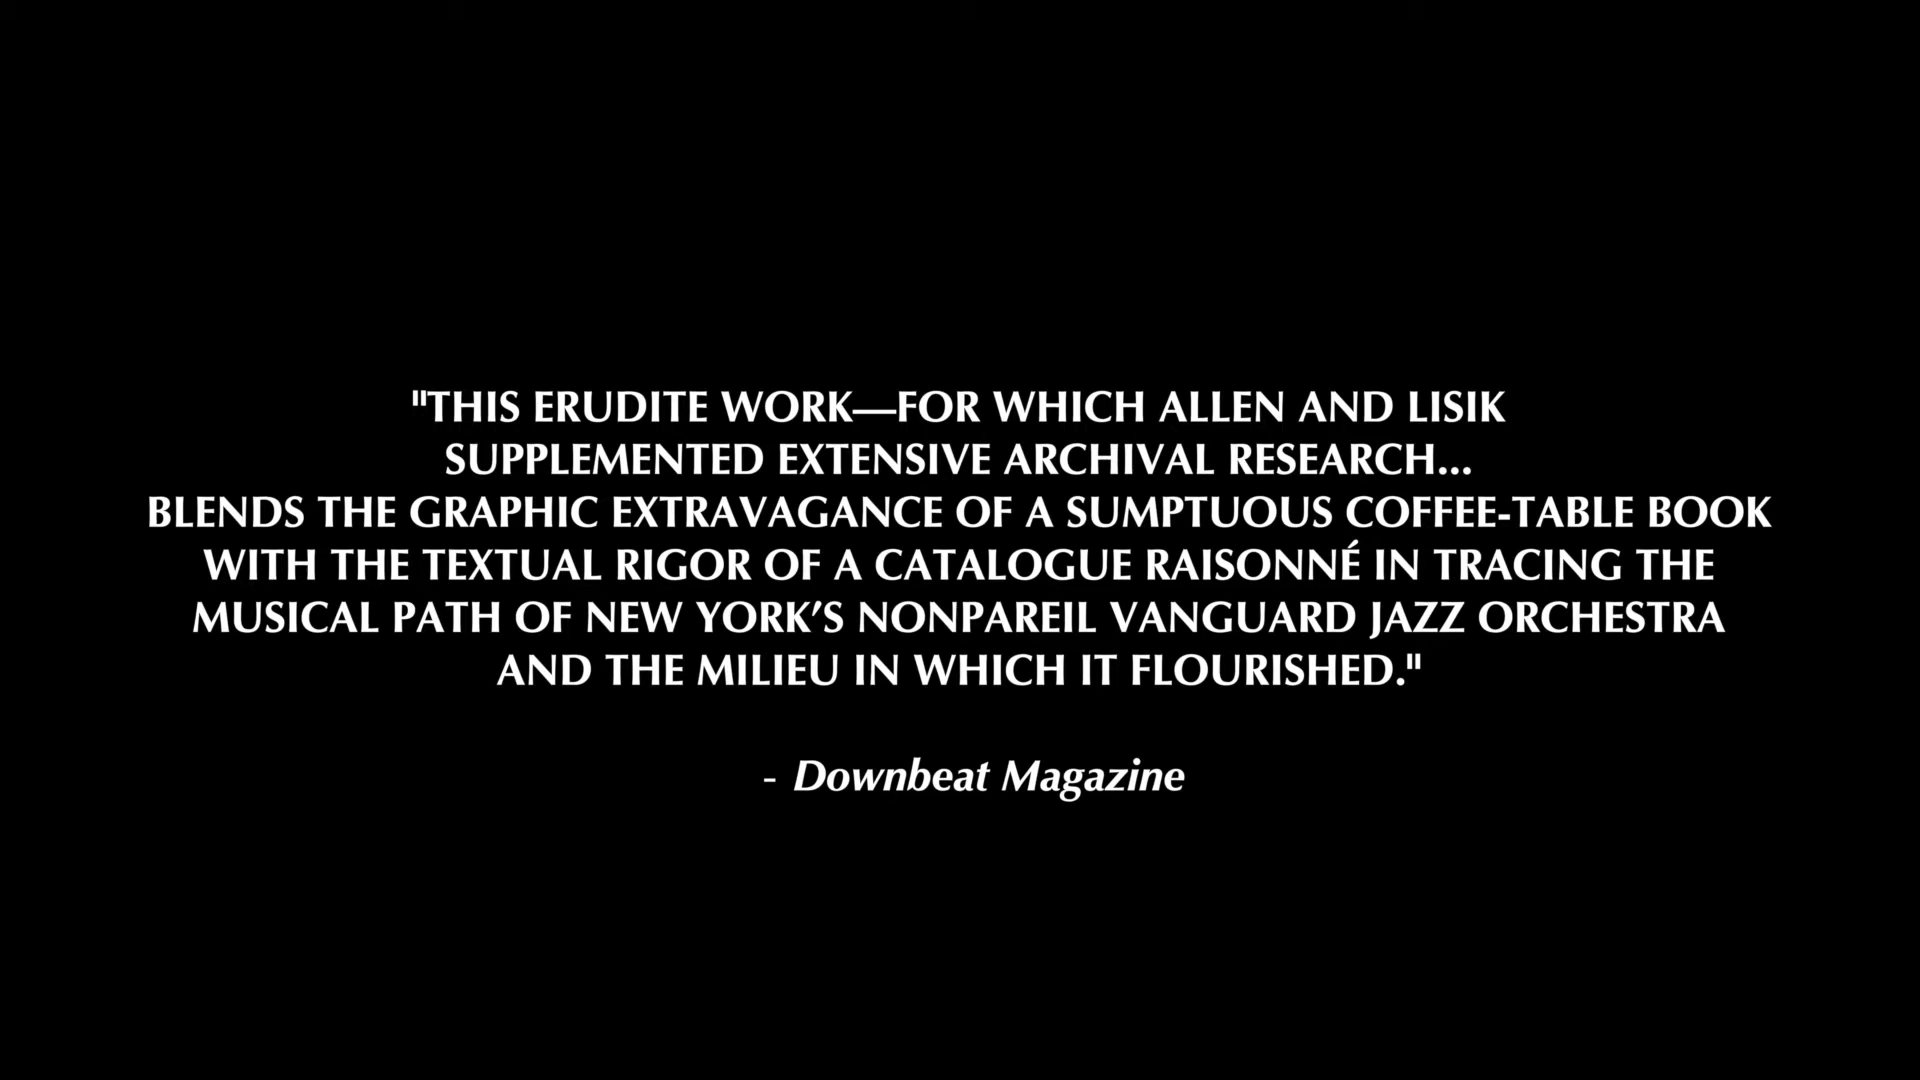 "THIS ERUDITE WORK—FOR WHICH ALLEN AND LISIK
SUPPLEMENTED EXTENSIVE ARCHIVAL RESEARCH...
BLENDS THE GRAPHIC EXTRAVAGANCE OF A SUMPTUOUS COFFEE-TABLE BOOK
WITH THE TEXTUAL RIGOR OF A CATALOGUE RAISONNÉ IN TRACING THE
MUSICAL PATH OF NEW YORK’S NONPAREIL VANGUARD JAZZ ORCHESTRA
AND THE MILIEU IN WHICH IT FLOURISHED."
- Downbeat Magazine